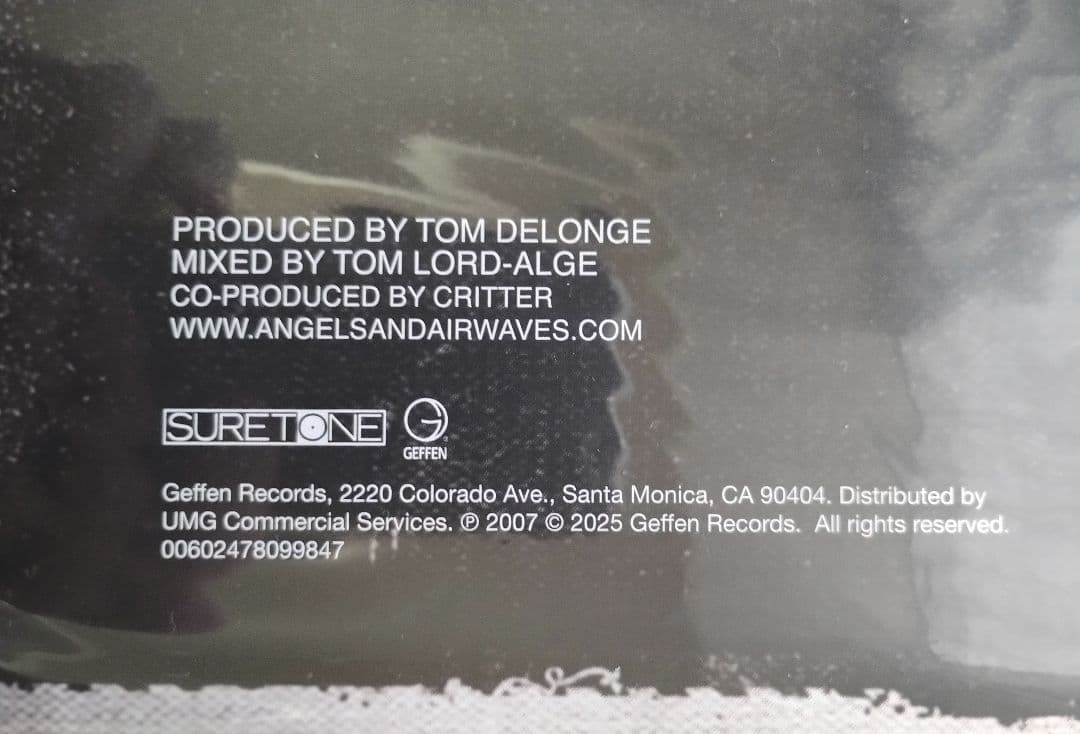 PRODUCED BY TOM DELONGE
MIXED BY TOM LORD-ALGE
CO-PRODUCED BY CRITTER
WWW.ANGELSANDAIRWAVES.COM
SURETONE
GEFFEN
Geffen Records, 2220 Colorado Ave., Santa Monica, CA 90404. Distributed by
UMG Commercial Services. ℗ 2007 © 2025 Geffen Records. All rights reserved.
00602478099847